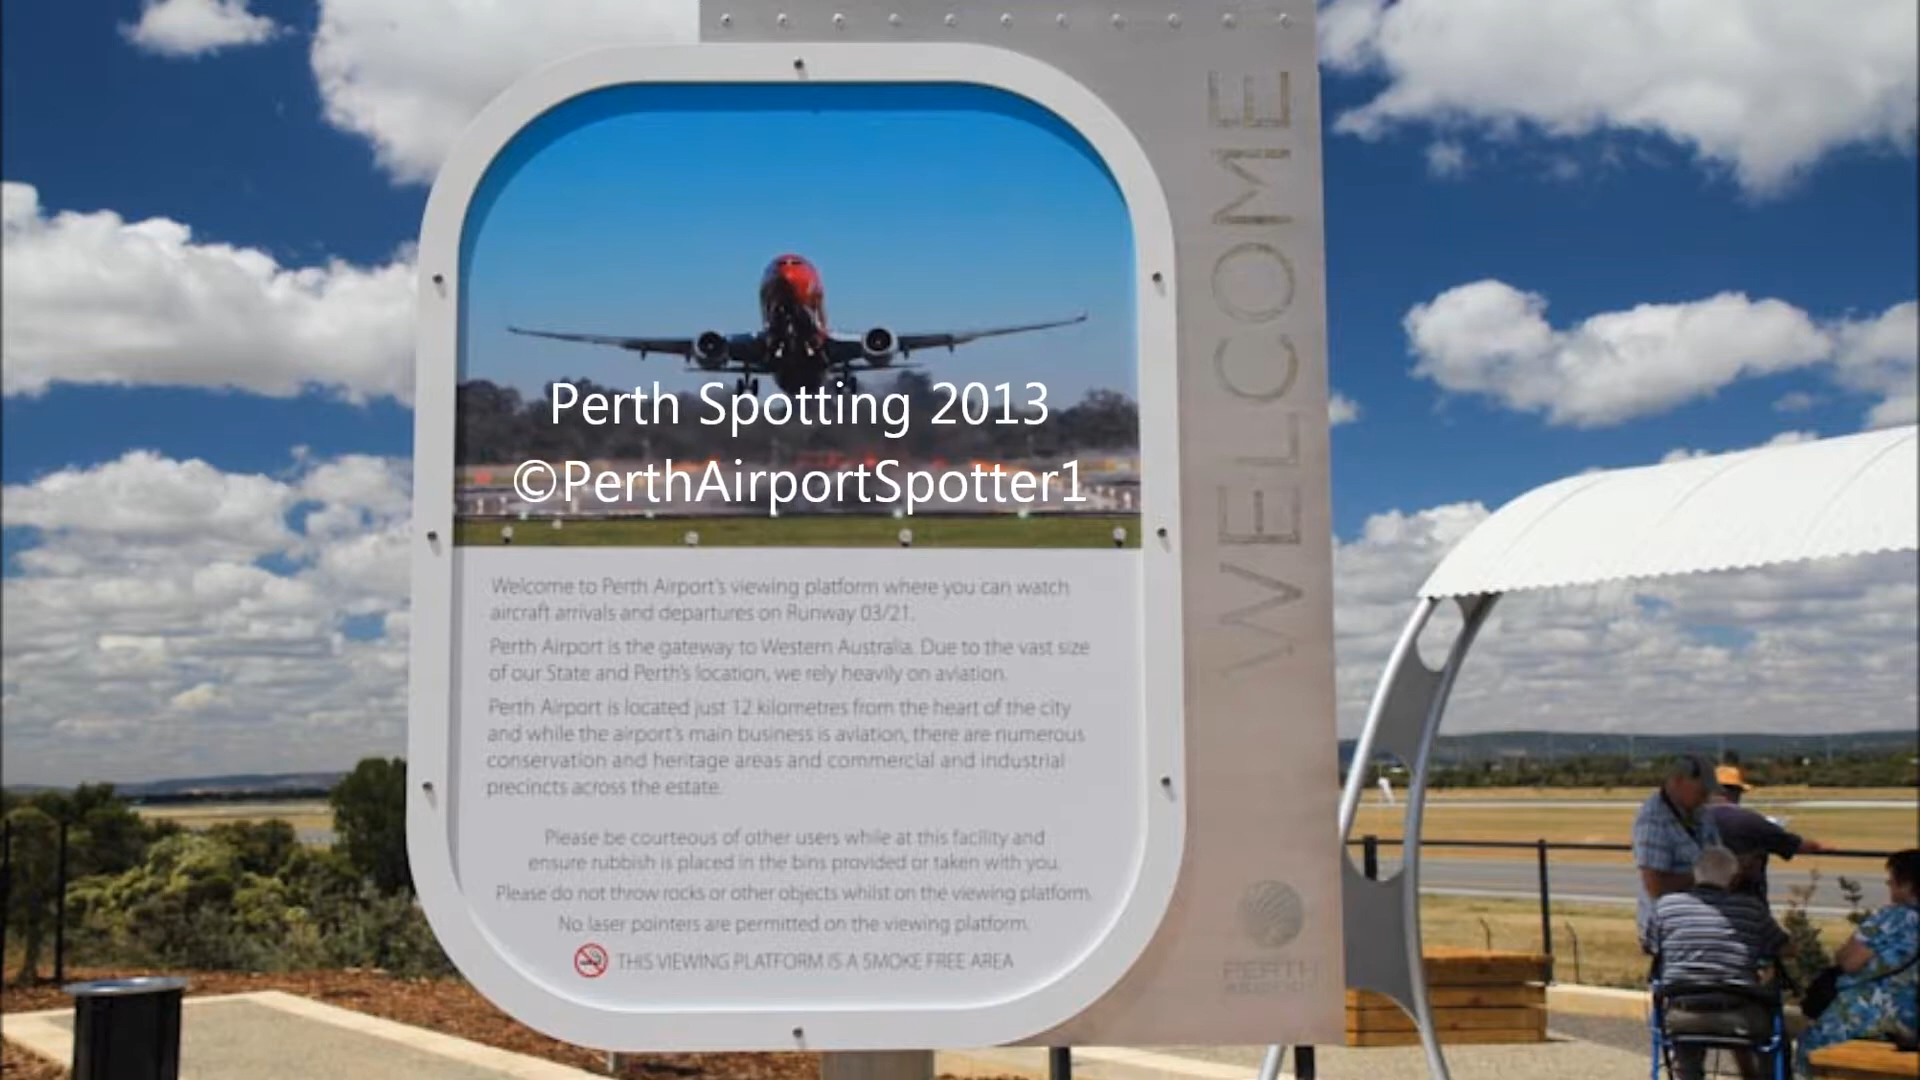 Perth Spotting 2013
©PerthAirportSpotter1
Welcome to Perth Airport's viewing platform where you can watch
aircraft arrivals and departures on Runway 03/21.
Perth Airport is the gateway to Western Australia. Due to the vast size
of our State and Perth's location, we rely heavily on aviation.
Perth Airport is located just 12 kilometres from the heart of the city
and while the airport's main business is aviation, there are numerous
conservation and heritage areas and commercial and industrial
precincts across the estate.
Please be courteous of other users while at this facility and
ensure rubbish is placed in the bins provided or taken with you.
Please do not throw rocks or other objects whilst on the viewing platform.
No laser pointers are permitted on the viewing platform.
THIS VIEWING PLATFORM IS A SMOKE FREE AREA
WELCOME
PERTH
AIRPORT